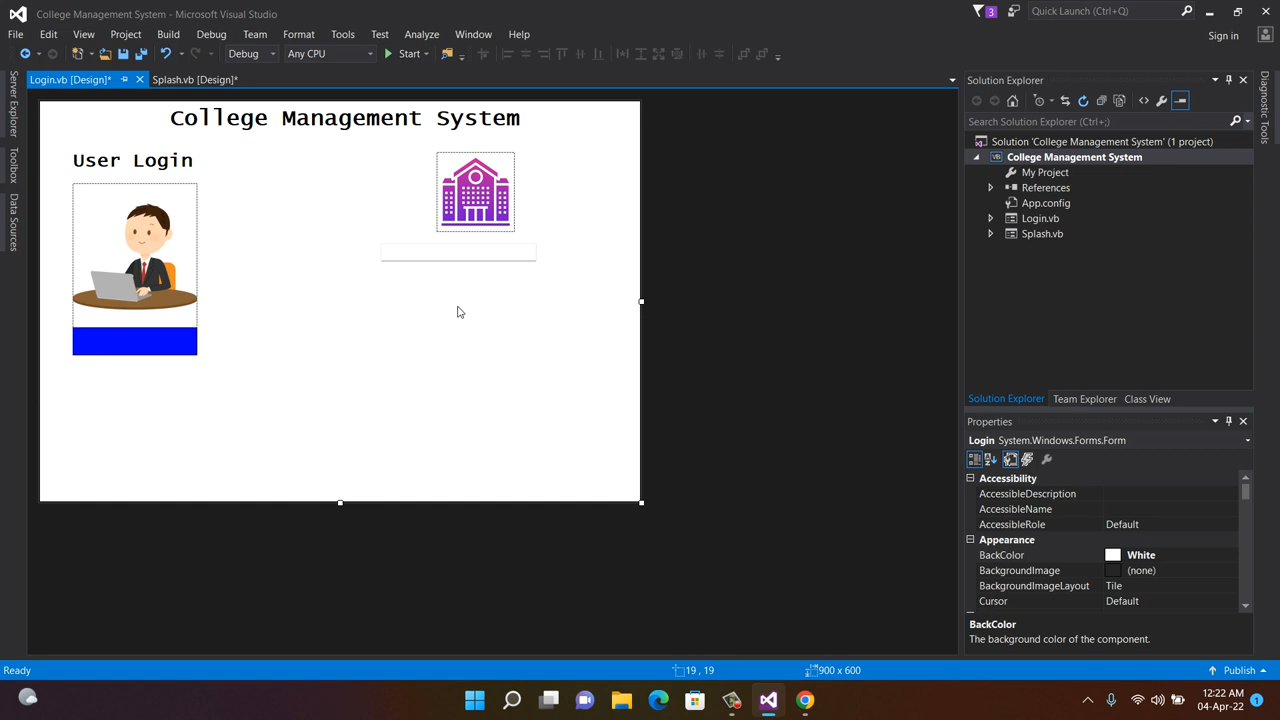 College Management System - Microsoft Visual Studio
3
Quick Launch (Ctrl+Q)
File Edit View Project Build Debug Team Format Tools Test Analyze Window Help
Sign in
Debug Any CPU Start
Login.vb [Design]* Splash.vb [Design]*
Server Explorer
Toolbox
Data Sources
College Management System
User Login
Solution Explorer
Search Solution Explorer (Ctrl+;)
Solution 'College Management System' (1 project)
VB College Management System
My Project
References
App.config
Login.vb
Splash.vb
Diagnostic Tools
Solution Explorer Team Explorer Class View
Properties
Login System.Windows.Forms.Form
Accessibility
AccessibleDescription
AccessibleName
AccessibleRole Default
Appearance
BackColor White
BackgroundImage (none)
BackgroundImageLayout Tile
Cursor Default
BackColor
The background color of the component.
Ready 19 , 19 900 x 600 Publish
12:22 AM
04-Apr-22
1